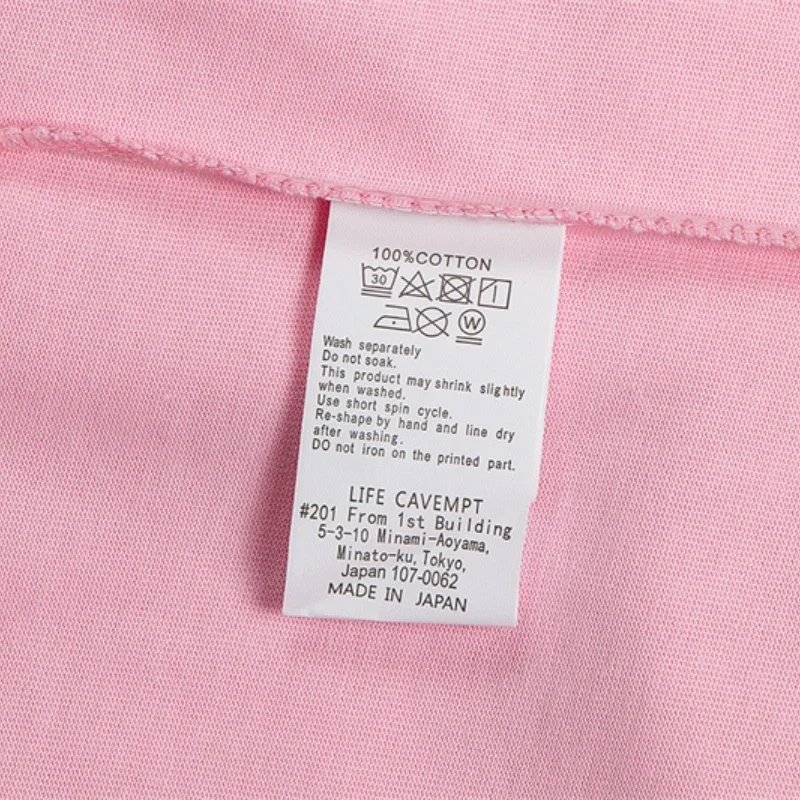 100%COTTON
30
W
Wash separately
Do not soak.
This product may shrink slightly
when washed.
Use short spin cycle.
Re-shape by hand and line dry
after washing.
DO not iron on the printed part.
LIFE CAVEMPT
#201 From 1st Building
5-3-10 Minami-Aoyama,
Minato-ku, Tokyo,
Japan 107-0062
MADE IN JAPAN